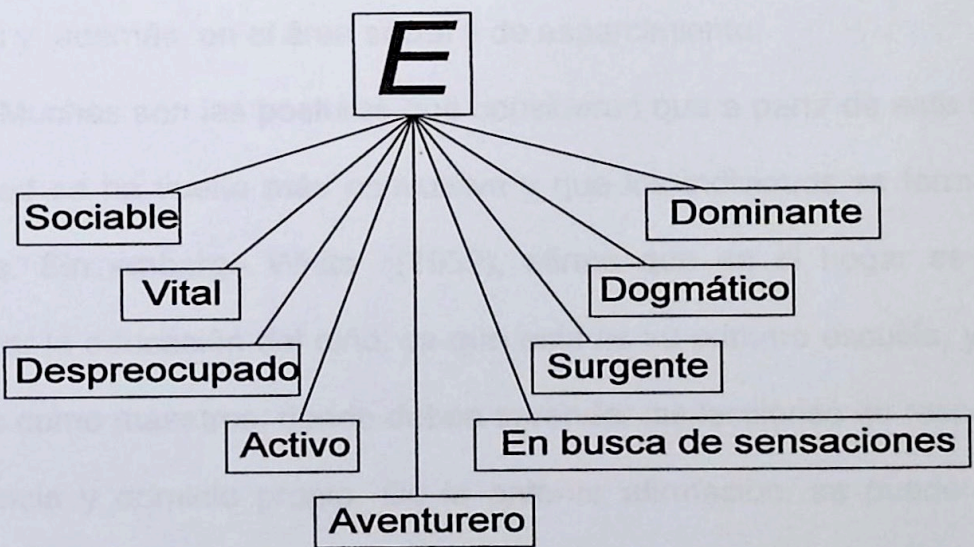 E
Sociable
Dominante
Vital
Dogmático
Despreocupado
Surgente
Activo
En busca de sensaciones
Aventurero